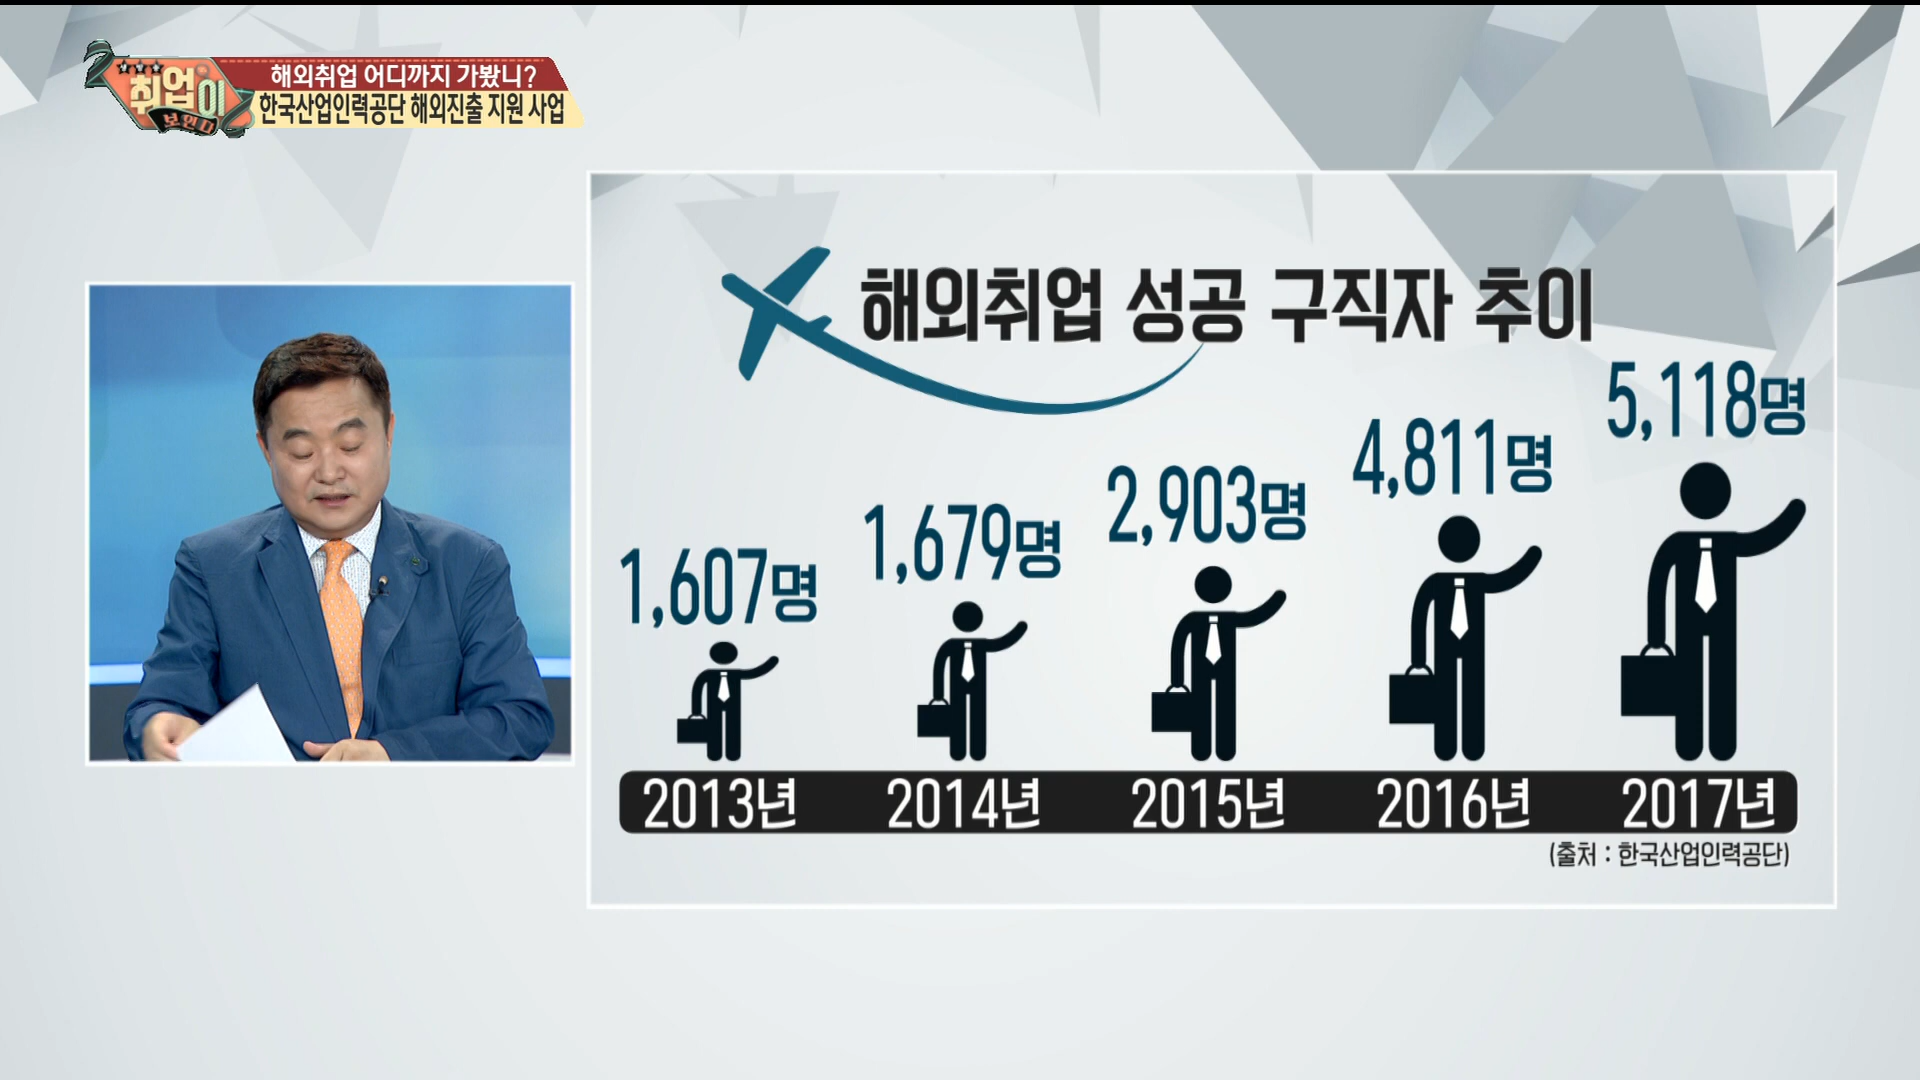 취업이
보인다
해외취업 어디까지 가봤니?
한국산업인력공단 해외진출 지원 사업
해외취업 성공 구직자 추이
1,607명
1,679명
2,903명
4,811명
5,118명
2013년 2014년 2015년 2016년 2017년
(출처 : 한국산업인력공단)